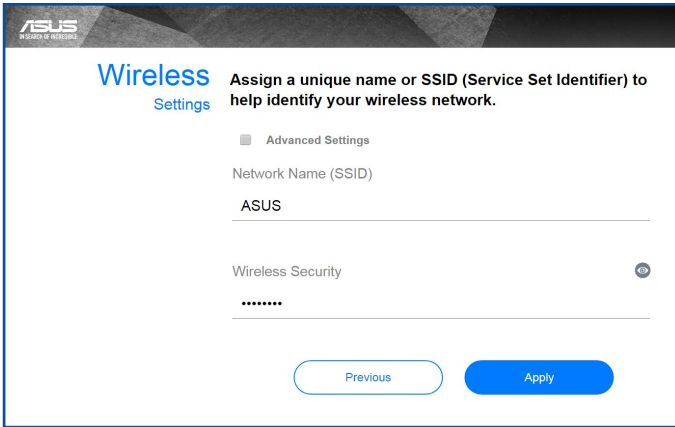 ASUS
IN SEARCH OF INCREDIBLE
Wireless
Settings
Assign a unique name or SSID (Service Set Identifier) to
help identify your wireless network.
Advanced Settings
Network Name (SSID)
ASUS
Wireless Security
••••••••
Previous
Apply